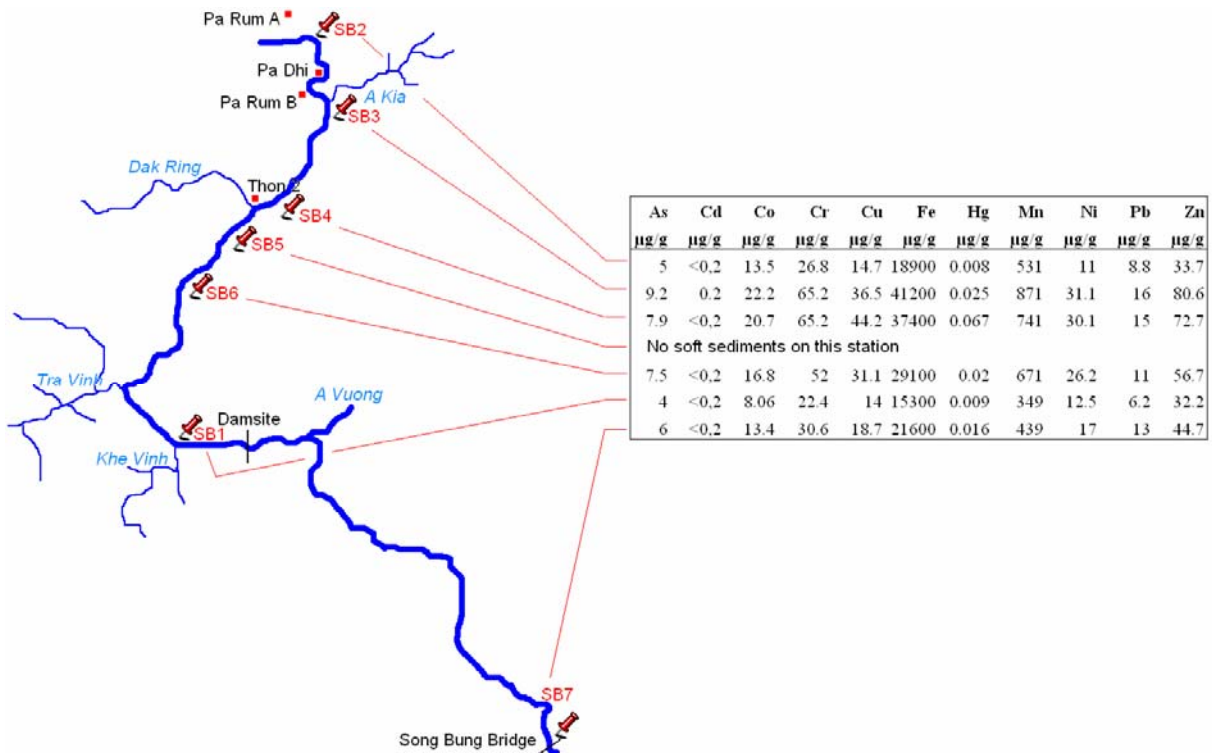 Pa Rum A
SB2
Pa Dhi
Pa Rum B
A Kia
SB3
Dak Ring
Thon 2
SB4
SB5
SB6
Tra Vinh
A Vuong
SB1
Damsite
Khe Vinh
SB7
Song Bung Bridge
As Cd Co Cr Cu Fe Hg Mn Ni Pb Zn
µg/g µg/g µg/g µg/g µg/g µg/g µg/g µg/g µg/g µg/g µg/g
5 <0,2 13.5 26.8 14.7 18900 0.008 531 11 8.8 33.7
9.2 0.2 22.2 65.2 36.5 41200 0.025 871 31.1 16 80.6
7.9 <0,2 20.7 65.2 44.2 37400 0.067 741 30.1 15 72.7
No soft sediments on this station
7.5 <0,2 16.8 52 31.1 29100 0.02 671 26.2 11 56.7
4 <0,2 8.06 22.4 14 15300 0.009 349 12.5 6.2 32.2
6 <0,2 13.4 30.6 18.7 21600 0.016 439 17 13 44.7